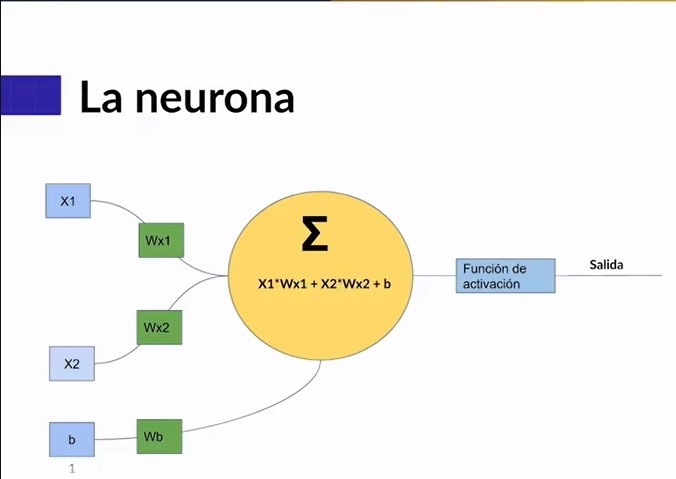 La neurona
X1
Wx1
Σ
X1*Wx1 + X2*Wx2 + b
Función de
activación
Salida
Wx2
X2
b
Wb
1